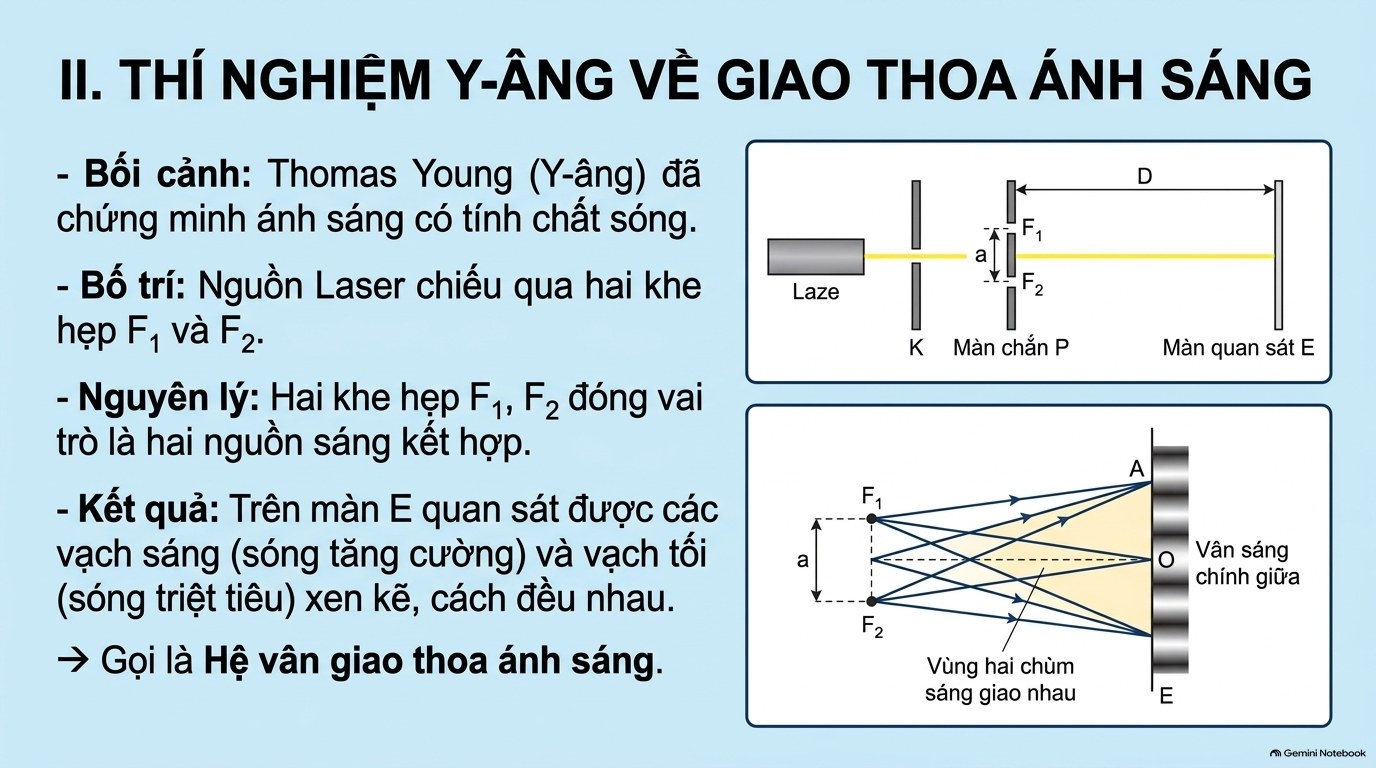 II. THÍ NGHIỆM Y-ÂNG VỀ GIAO THOA ÁNH SÁNG
- Bối cảnh: Thomas Young (Y-âng) đã
chứng minh ánh sáng có tính chất sóng.
- Bố trí: Nguồn Laser chiếu qua hai khe
hẹp F₁ và F₂.
- Nguyên lý: Hai khe hẹp F₁, F₂ đóng vai
trò là hai nguồn sáng kết hợp.
- Kết quả: Trên màn E quan sát được các
vạch sáng (sóng tăng cường) và vạch tối
(sóng triệt tiêu) xen kẽ, cách đều nhau.
→ Gọi là Hệ vân giao thoa ánh sáng.
D
F₁
a
F₂
Laze
K
Màn chắn P
Màn quan sát E
A
F₁
a
O
Vân sáng
chính giữa
F₂
Vùng hai chùm
sáng giao nhau
E
Gemini Notebook